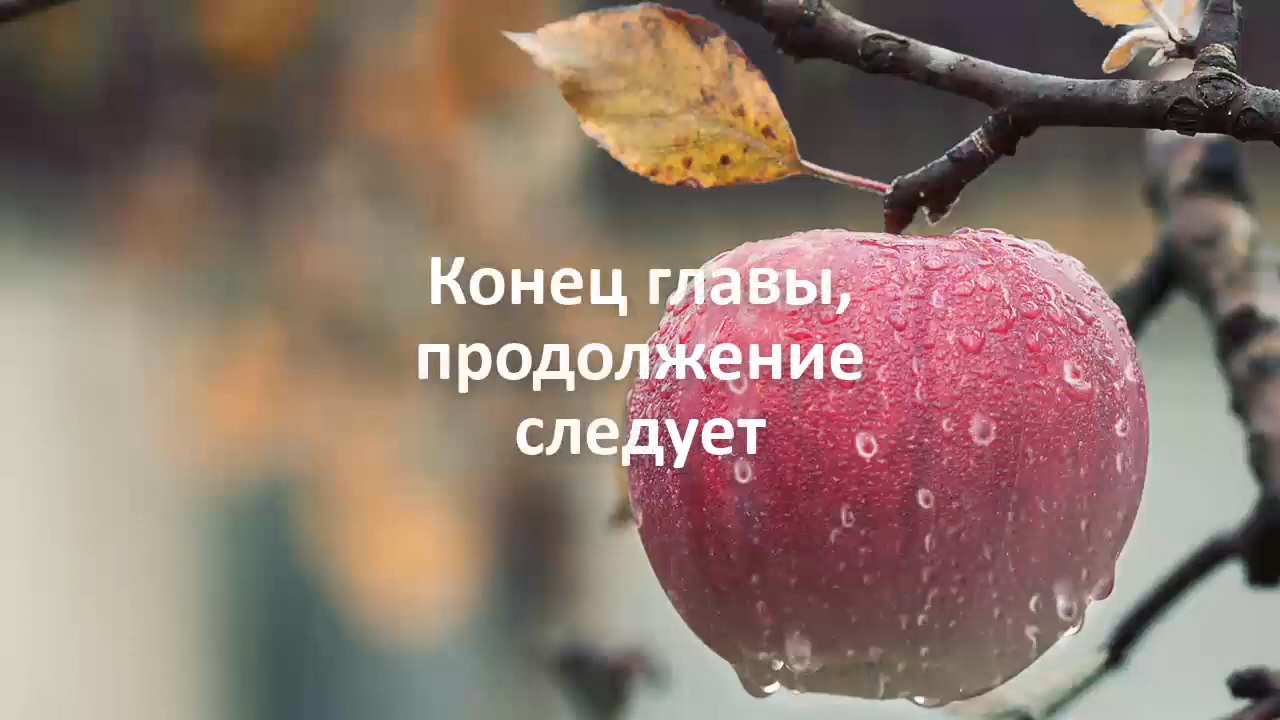 Конец главы,
продолжение
следует